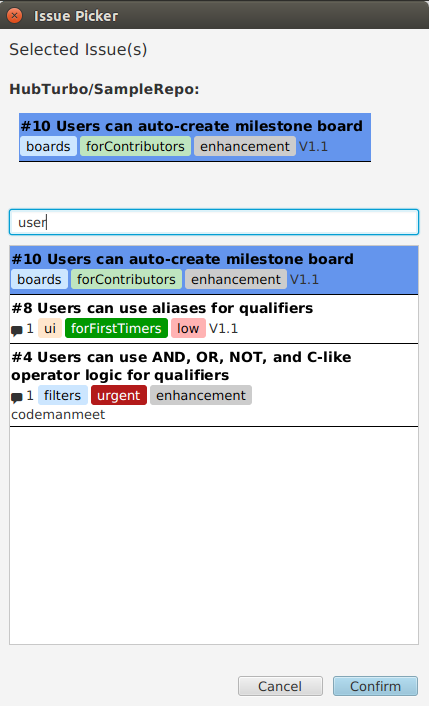 Issue Picker
Selected Issue(s)
HubTurbo/SampleRepo:
#10 Users can auto-create milestone board
boards forContributors enhancement V1.1
user
#10 Users can auto-create milestone board
boards forContributors enhancement V1.1
#8 Users can use aliases for qualifiers
1 ui forFirstTimers low V1.1
#4 Users can use AND, OR, NOT, and C-like
operator logic for qualifiers
1 filters urgent enhancement
codemanmeet
Cancel Confirm